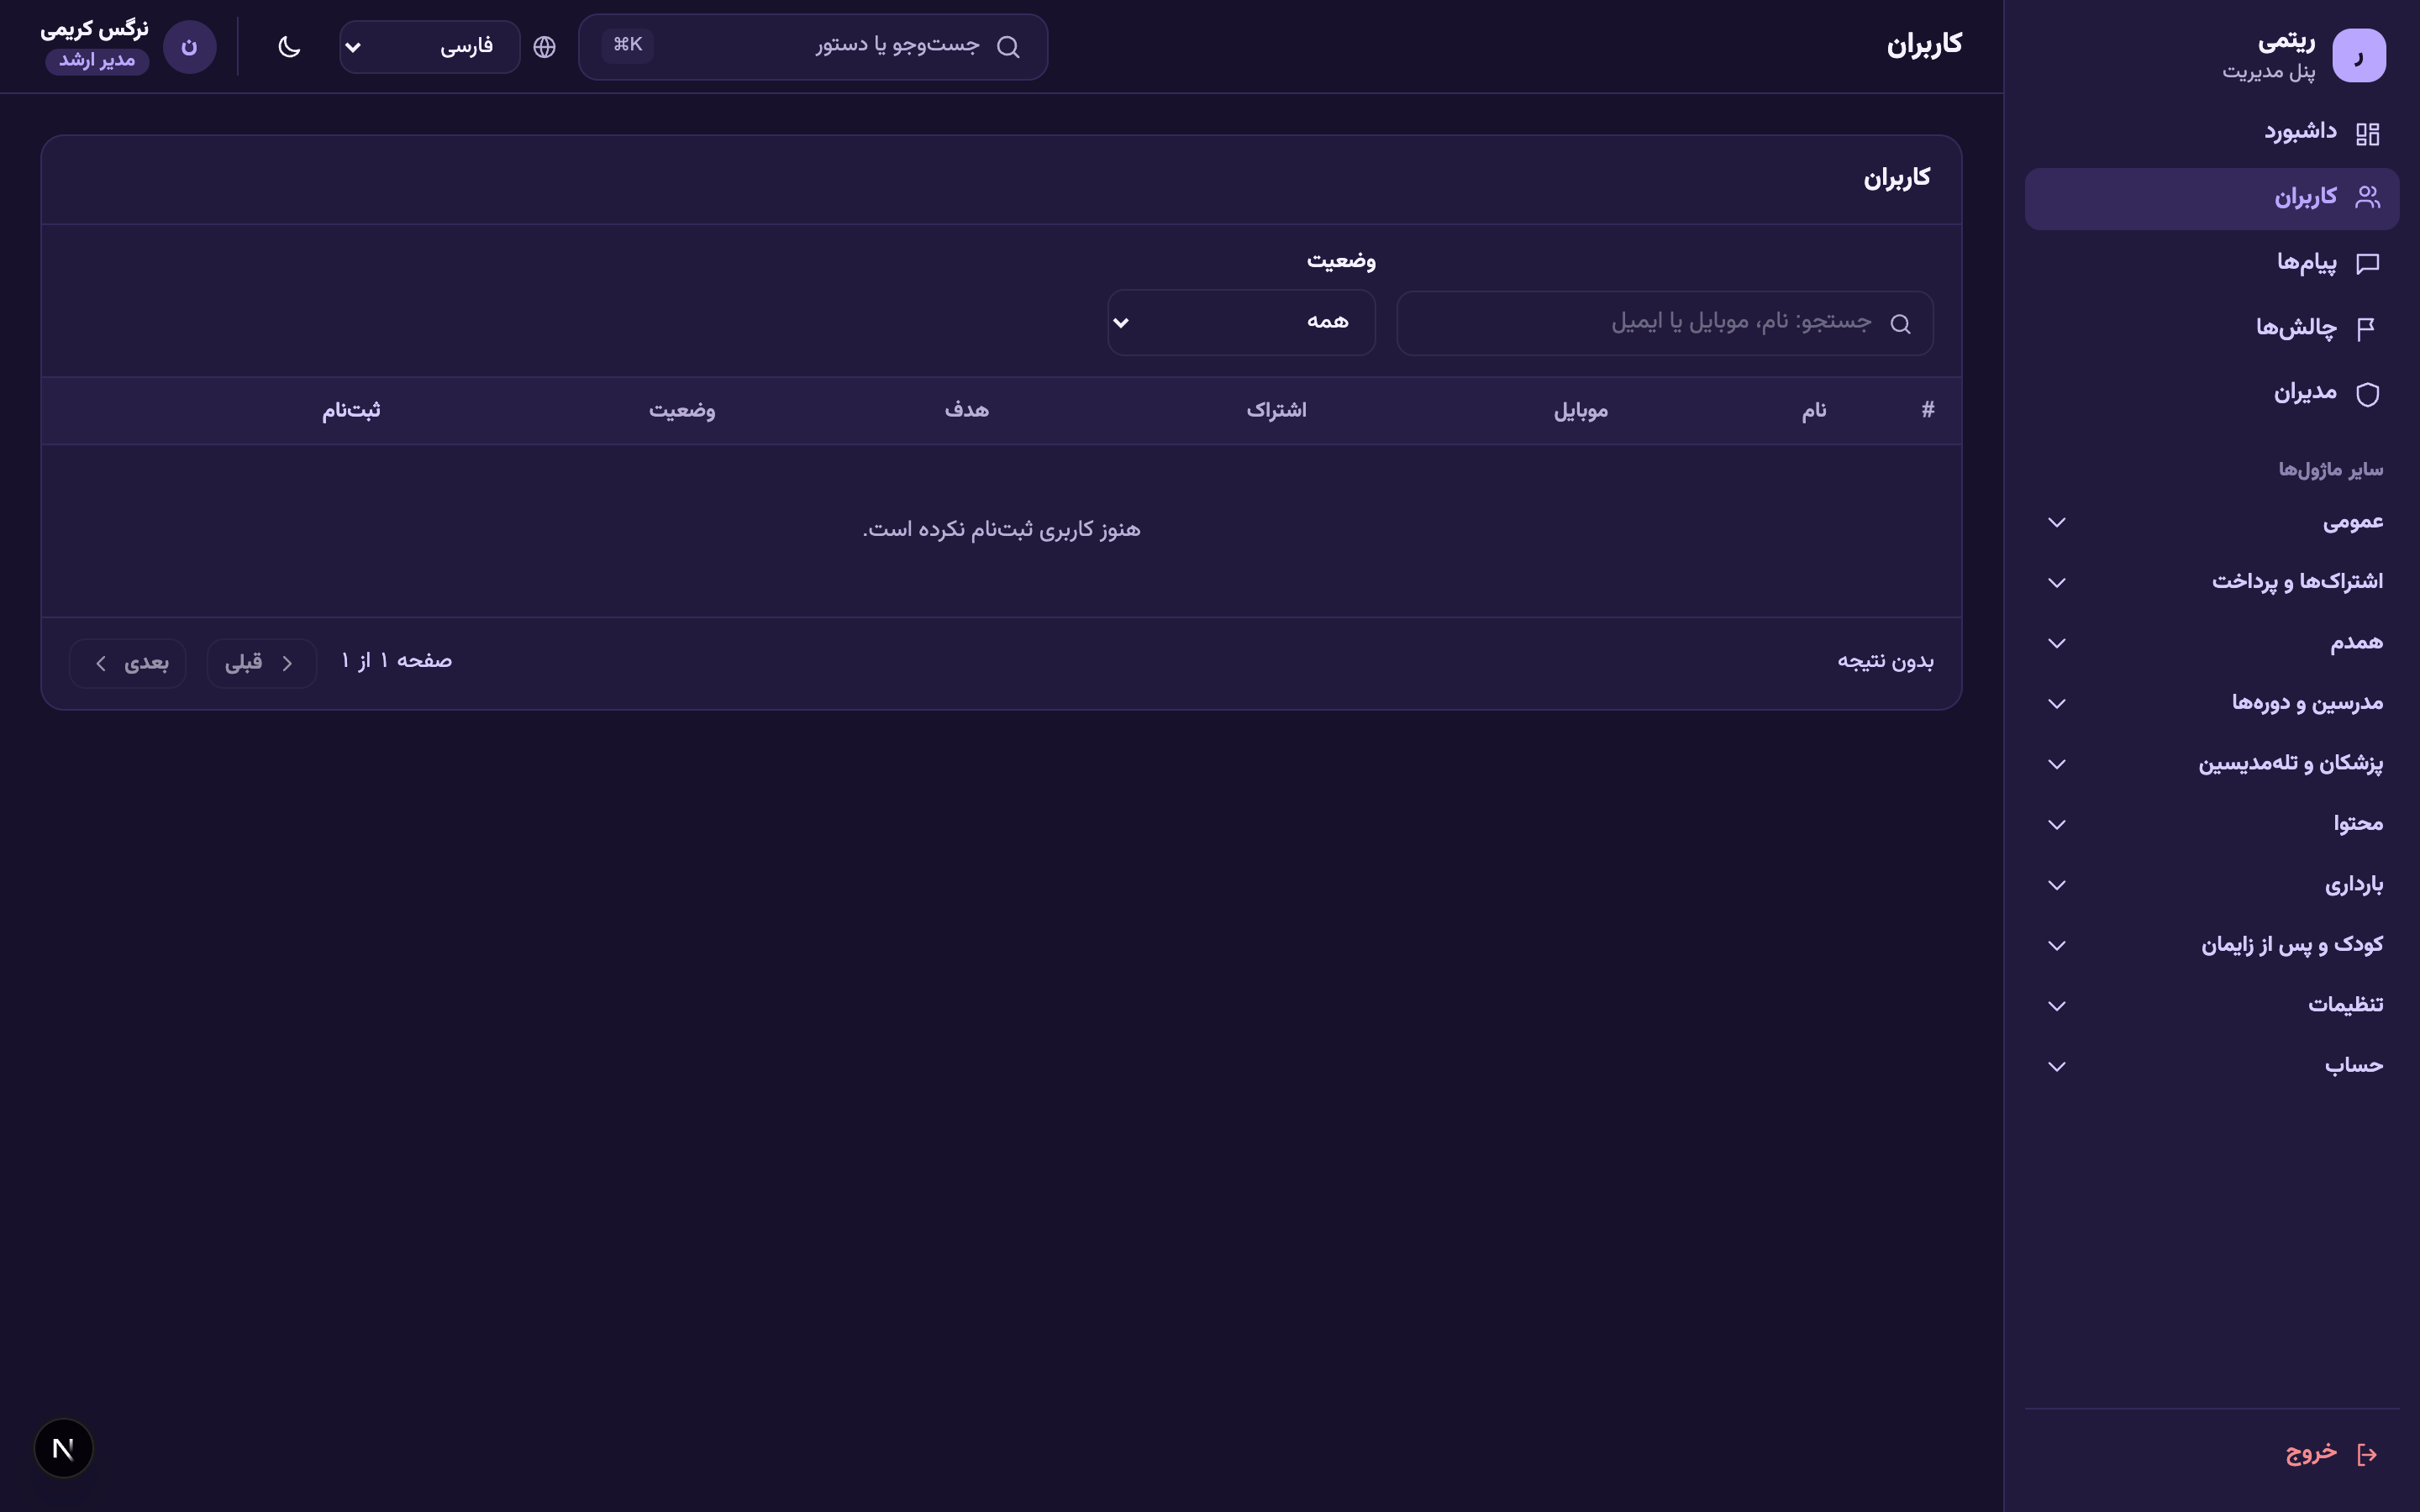 ر
ریتمی
پنل مدیریت
داشبورد
کاربران
پیام‌ها
چالش‌ها
مدیران
سایر ماژول‌ها
عمومی
اشتراک‌ها و پرداخت
همدم
مدرسین و دوره‌ها
پزشکان و تله‌مدیسین
محتوا
بارداری
کودک و پس از زایمان
تنظیمات
حساب
خروج
کاربران
جست‌وجو یا دستور
⌘K
فارسی
ن
نرگس کریمی
مدیر ارشد
کاربران
وضعیت
جستجو: نام، موبایل یا ایمیل
همه
# نام موبایل اشتراک هدف وضعیت ثبت‌نام
هنوز کاربری ثبت‌نام نکرده است.
بدون نتیجه
صفحه ۱ از ۱
قبلی
بعدی
N